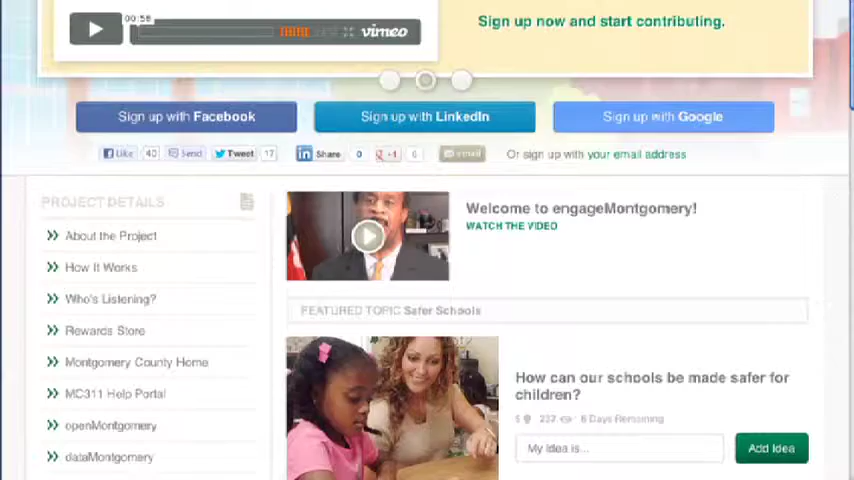 Sign up now and start contributing.
00:58
vimeo
Sign up with Facebook
Sign up with LinkedIn
Sign up with Google
Like 40 Send Tweet 17 in Share 0 +1 6 email Or sign up with your email address
PROJECT DETAILS
About the Project
How It Works
Who's Listening?
Rewards Store
Montgomery County Home
MC311 Help Portal
openMontgomery
dataMontgomery
Welcome to engageMontgomery!
WATCH THE VIDEO
FEATURED TOPIC Safer Schools
How can our schools be made safer for
children?
5 237 6 Days Remaining
My idea is...
Add Idea